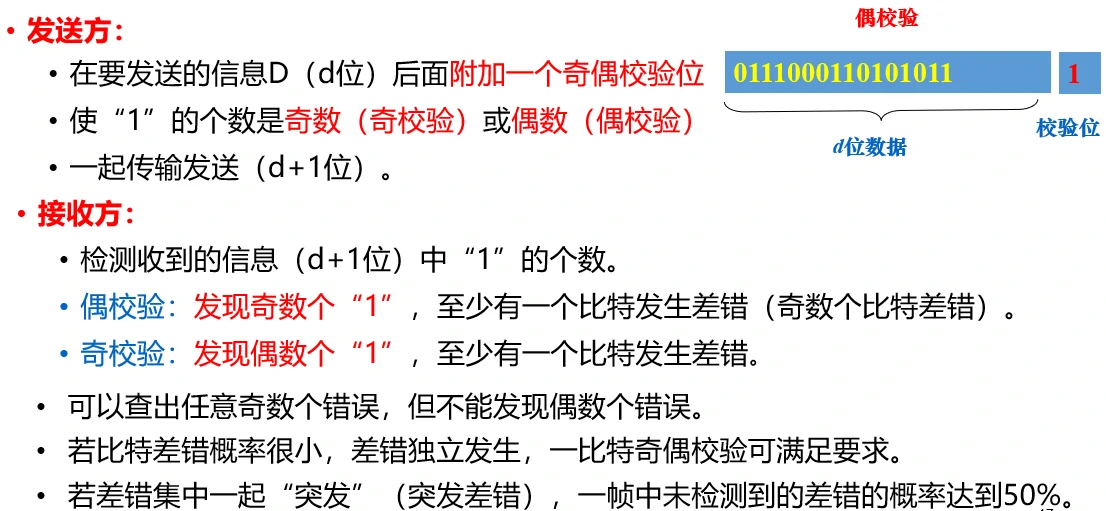 • 发送方：
• 在要发送的信息D（d位）后面附加一个奇偶校验位
• 使“1”的个数是奇数（奇校验）或偶数（偶校验）
• 一起传输发送（d+1位）。
偶校验
0111000110101011 1
d位数据
校验位
• 接收方：
• 检测收到的信息（d+1位）中“1”的个数。
• 偶校验：发现奇数个“1”，至少有一个比特发生差错（奇数个比特差错）。
• 奇校验：发现偶数个“1”，至少有一个比特发生差错。
• 可以查出任意奇数个错误，但不能发现偶数个错误。
• 若比特差错概率很小，差错独立发生，一比特奇偶校验可满足要求。
• 若差错集中一起“突发”（突发差错），一帧中未检测到的差错的概率达到50%。